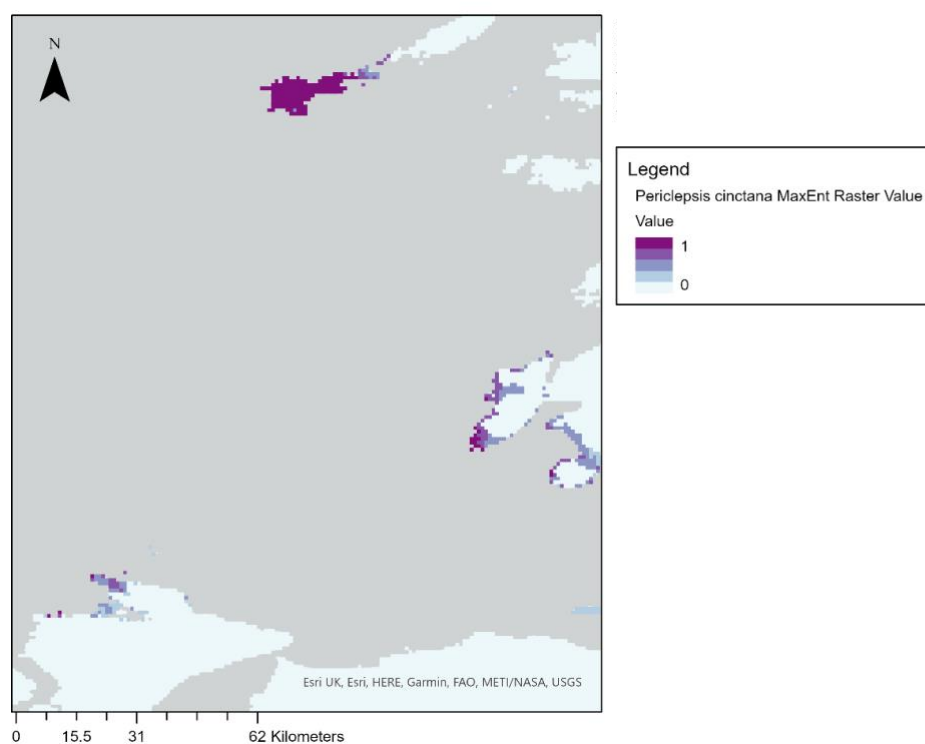 N
Legend
Periclepsis cinctana MaxEnt Raster Value
Value
1
0
Esri UK, Esri, HERE, Garmin, FAO, METI/NASA, USGS
0 15.5 31 62 Kilometers